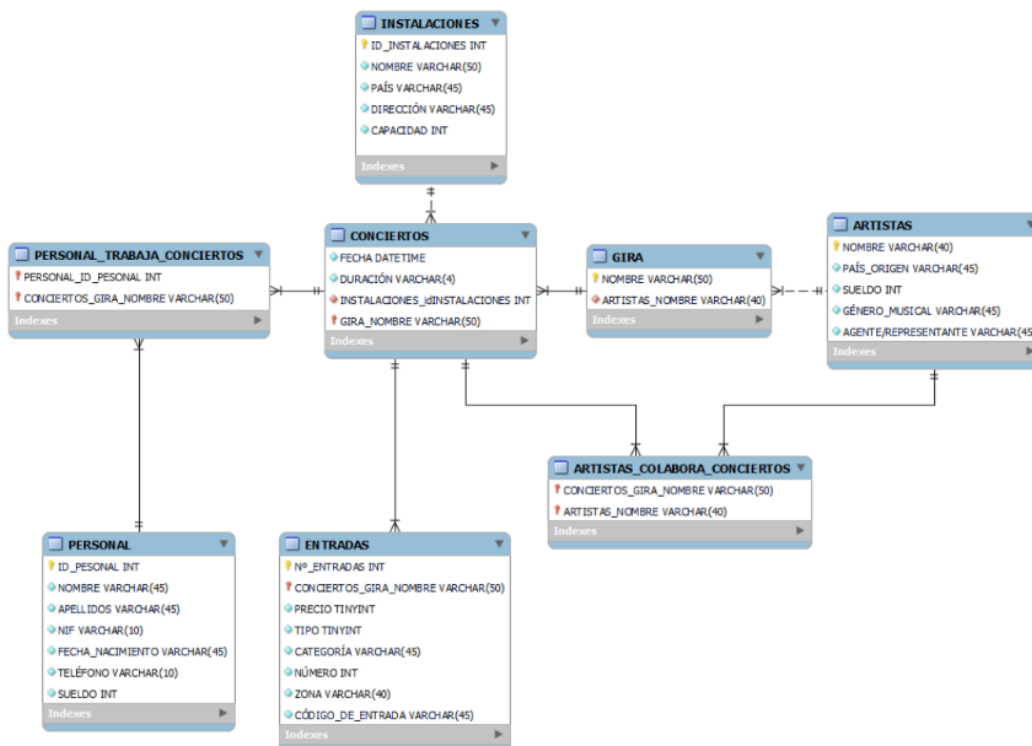 INSTALACIONES
ID_INSTALACIONES INT
NOMBRE VARCHAR(50)
PAÍS VARCHAR(45)
DIRECCIÓN VARCHAR(45)
CAPACIDAD INT
Indexes
PERSONAL_TRABAJA_CONCIERTOS
PERSONAL_ID_PESONAL INT
CONCIERTOS_GIRA_NOMBRE VARCHAR(50)
Indexes
CONCIERTOS
FECHA DATETIME
DURACIÓN VARCHAR(4)
INSTALACIONES_idINSTALACIONES INT
GIRA_NOMBRE VARCHAR(50)
Indexes
GIRA
NOMBRE VARCHAR(50)
ARTISTAS_NOMBRE VARCHAR(40)
Indexes
ARTISTAS
NOMBRE VARCHAR(40)
PAÍS_ORIGEN VARCHAR(45)
SUELDO INT
GÉNERO_MUSICAL VARCHAR(45)
AGENTE/REPRESENTANTE VARCHAR(45
Indexes
ARTISTAS_COLABORA_CONCIERTOS
CONCIERTOS_GIRA_NOMBRE VARCHAR(50)
ARTISTAS_NOMBRE VARCHAR(40)
Indexes
PERSONAL
ID_PESONAL INT
NOMBRE VARCHAR(45)
APELLIDOS VARCHAR(45)
NIF VARCHAR(10)
FECHA_NACIMIENTO VARCHAR(45)
TELÉFONO VARCHAR(10)
SUELDO INT
Indexes
ENTRADAS
Nº_ENTRADAS INT
CONCIERTOS_GIRA_NOMBRE VARCHAR(50)
PRECIO TINYINT
TIPO TINYINT
CATEGORÍA VARCHAR(45)
NÚMERO INT
ZONA VARCHAR(40)
CÓDIGO_DE_ENTRADA VARCHAR(45)
Indexes